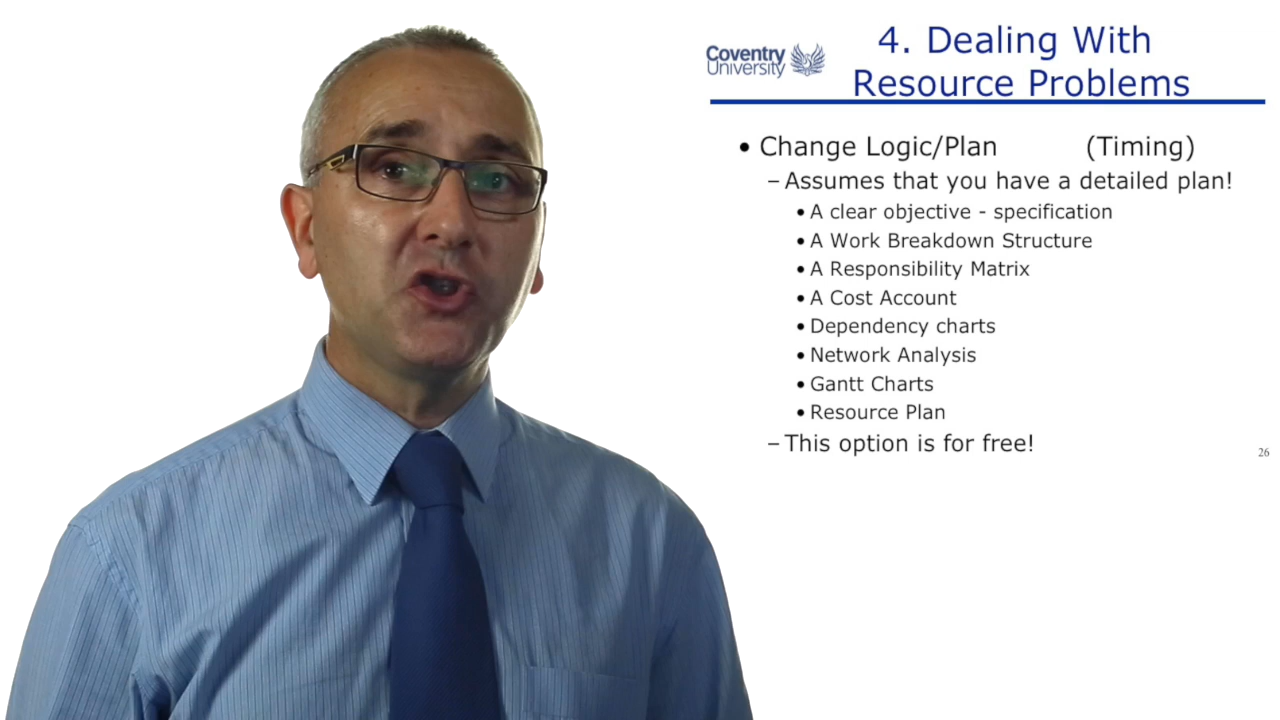 Coventry
University
4. Dealing With
Resource Problems
• Change Logic/Plan (Timing)
– Assumes that you have a detailed plan!
• A clear objective - specification
• A Work Breakdown Structure
• A Responsibility Matrix
• A Cost Account
• Dependency charts
• Network Analysis
• Gantt Charts
• Resource Plan
– This option is for free!
26